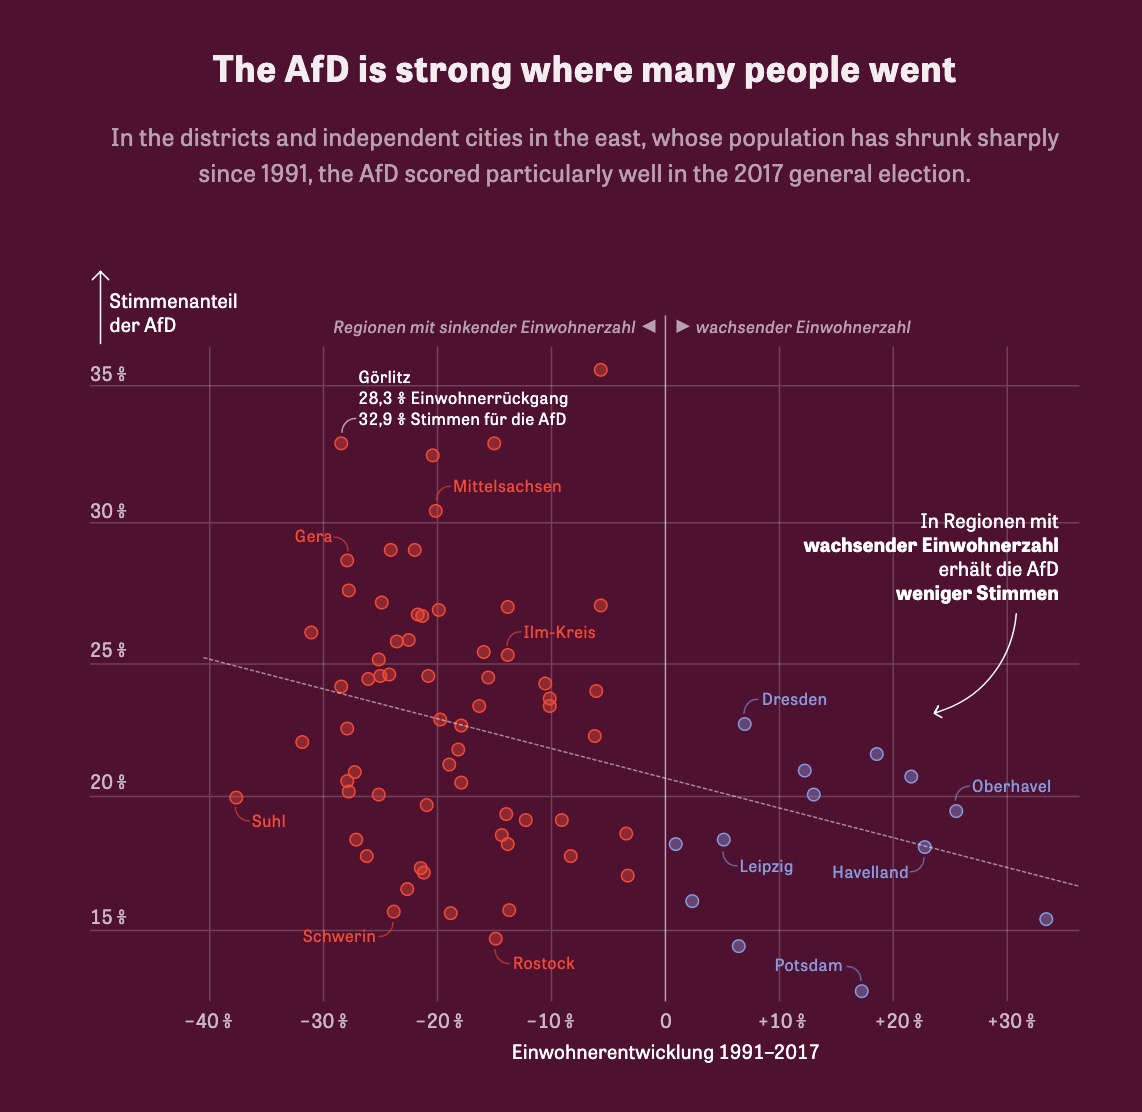 The AfD is strong where many people went
In the districts and independent cities in the east, whose population has shrunk sharply
since 1991, the AfD scored particularly well in the 2017 general election.
Stimmenanteil
der AfD
Regionen mit sinkender Einwohnerzahl ◀ ▶ wachsender Einwohnerzahl
35 %
Görlitz
28,3 % Einwohnerrückgang
32,9 % Stimmen für die AfD
Mittelsachsen
30 %
In Regionen mit
wachsender Einwohnerzahl
erhält die AfD
weniger Stimmen
Gera
Ilm-Kreis
25 %
Dresden
20 %
Oberhavel
Suhl
Leipzig
Havelland
15 %
Schwerin
Rostock
Potsdam
−40 % −30 % −20 % −10 % 0 +10 % +20 % +30 %
Einwohnerentwicklung 1991–2017